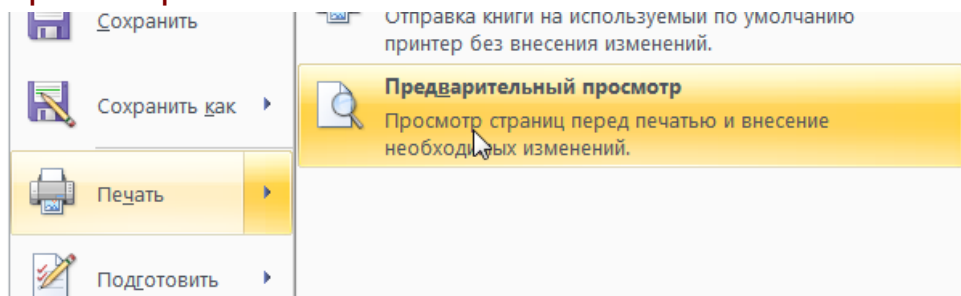 Сохранить
Отправка книги на используемый по умолчанию
принтер без внесения изменений.
Сохранить как
Предварительный просмотр
Просмотр страниц перед печатью и внесение
необходимых изменений.
Печать
Подготовить